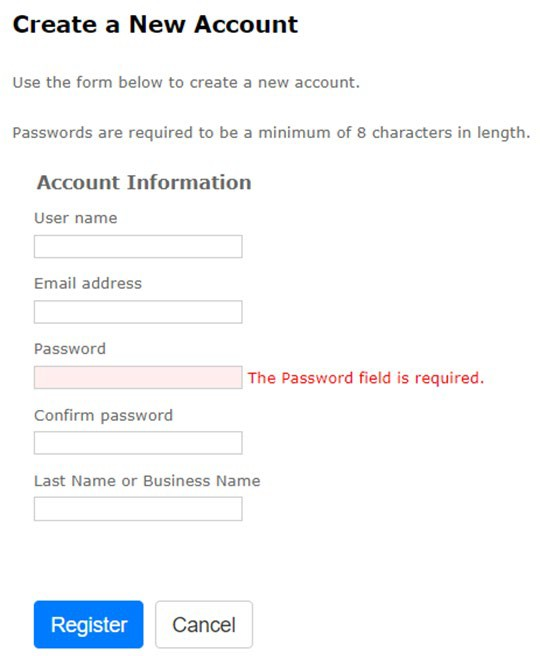 Create a New Account
Use the form below to create a new account.
Passwords are required to be a minimum of 8 characters in length.
Account Information
User name
Email address
Password
The Password field is required.
Confirm password
Last Name or Business Name
Register
Cancel